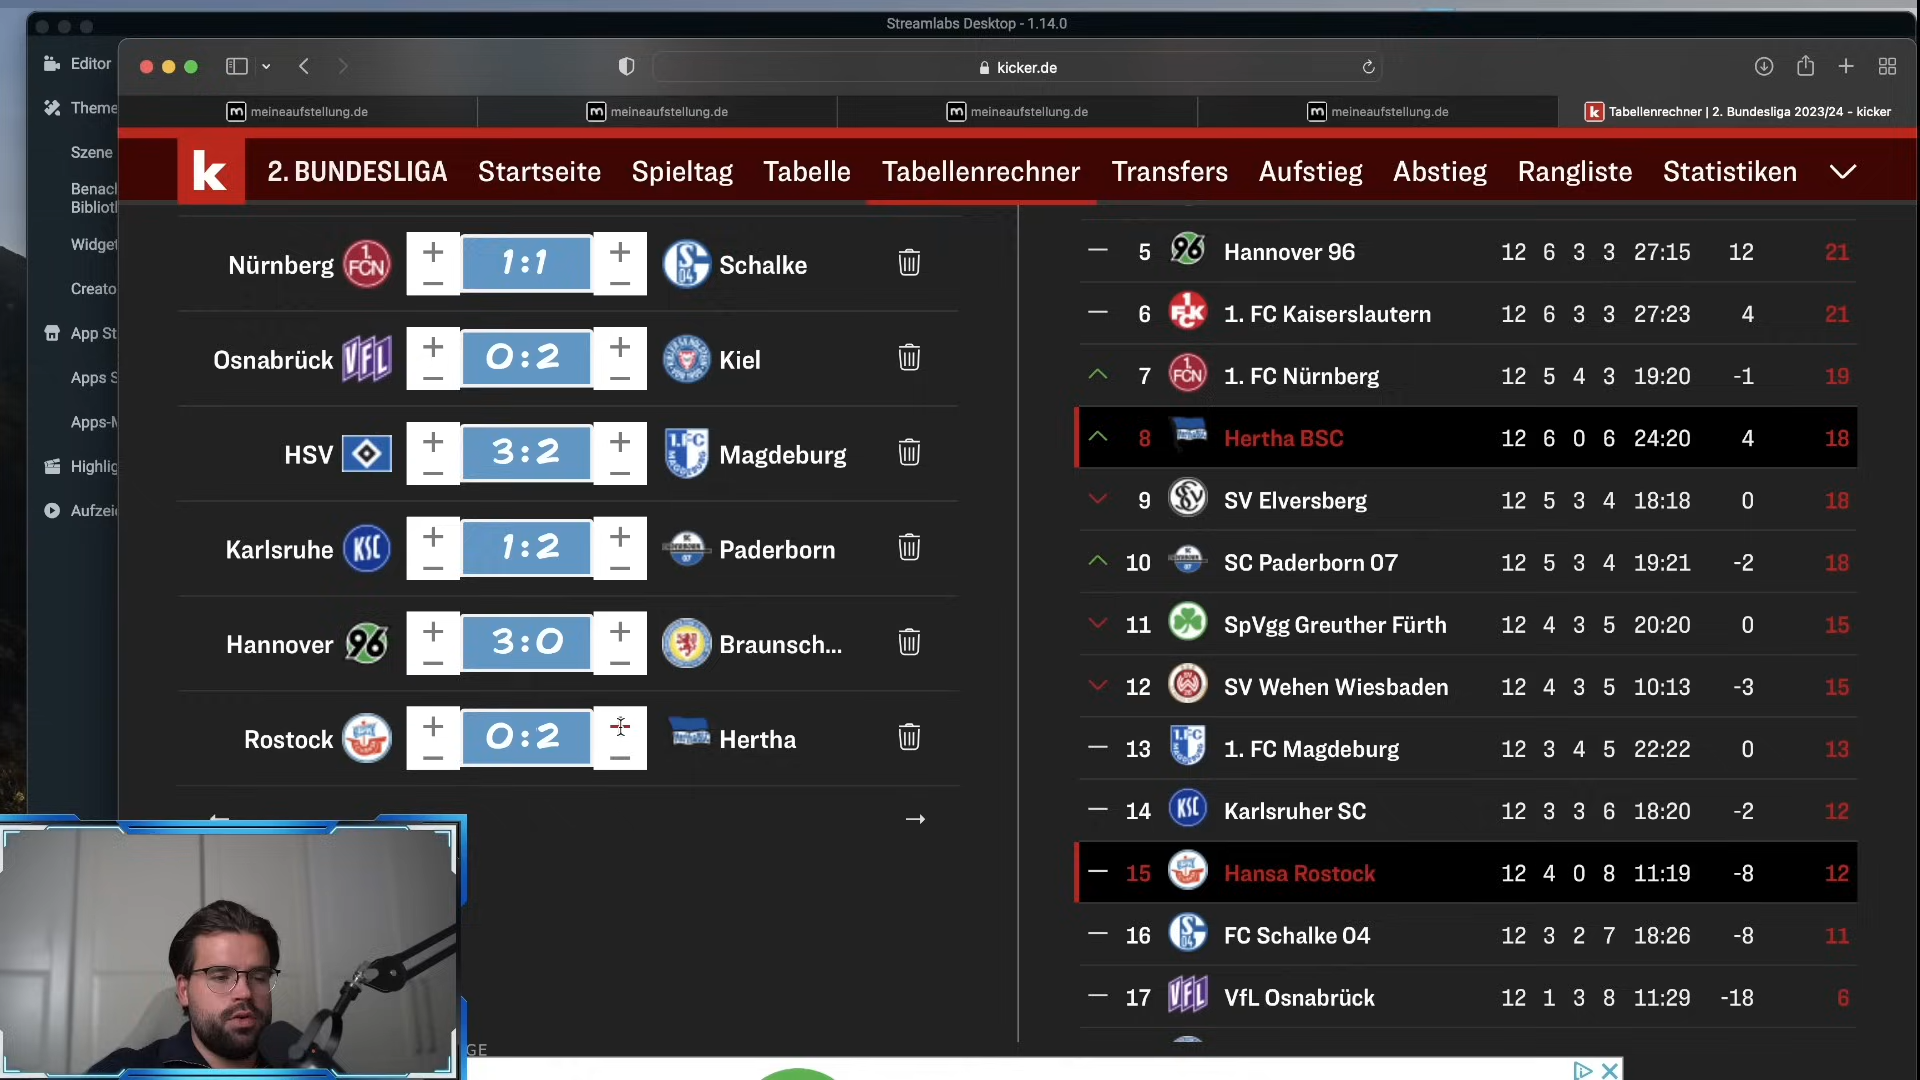 Streamlabs Desktop - 1.14.0
Editor
Theme
Szene
Benach
Bibliot
Widget
Creato
App St
Apps S
Apps-M
Highlig
Aufzei
kicker.de
meineaufstellung.de
meineaufstellung.de
meineaufstellung.de
meineaufstellung.de
Tabellenrechner | 2. Bundesliga 2023/24 - kicker
k 2. BUNDESLIGA Startseite Spieltag Tabelle Tabellenrechner Transfers Aufstieg Abstieg Rangliste Statistiken
Nürnberg 1:1 Schalke
Osnabrück 0:2 Kiel
HSV 3:2 Magdeburg
Karlsruhe 1:2 Paderborn
Hannover 3:0 Braunsch...
Rostock 0:2 Hertha
5 Hannover 96 12 6 3 3 27:15 12 21
6 1. FC Kaiserslautern 12 6 3 3 27:23 4 21
7 1. FC Nürnberg 12 5 4 3 19:20 -1 19
8 Hertha BSC 12 6 0 6 24:20 4 18
9 SV Elversberg 12 5 3 4 18:18 0 18
10 SC Paderborn 07 12 5 3 4 19:21 -2 18
11 SpVgg Greuther Fürth 12 4 3 5 20:20 0 15
12 SV Wehen Wiesbaden 12 4 3 5 10:13 -3 15
13 1. FC Magdeburg 12 3 4 5 22:22 0 13
14 Karlsruher SC 12 3 3 6 18:20 -2 12
15 Hansa Rostock 12 4 0 8 11:19 -8 12
16 FC Schalke 04 12 3 2 7 18:26 -8 11
17 VfL Osnabrück 12 1 3 8 11:29 -18 6
GE